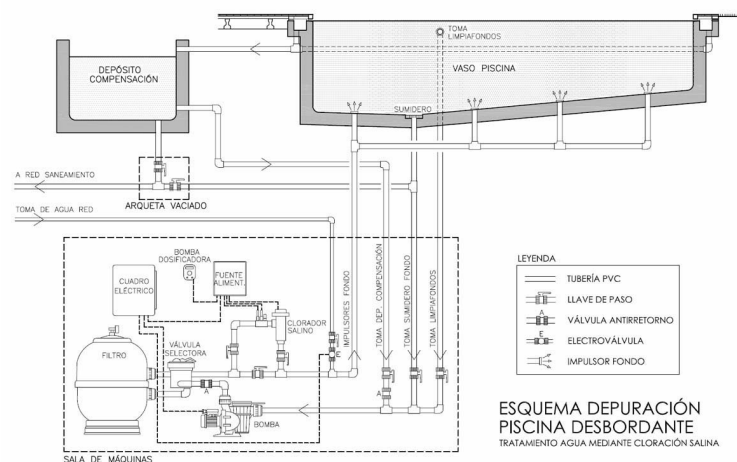 TOMA
LIMPIAFONDOS
DEPÓSITO
COMPENSACIÓN
VASO PISCINA
SUMIDERO
A RED SANEAMIENTO
ARQUETA VACIADO
TOMA DE AGUA RED
BOMBA
DOSIFICADORA
FUENTE
ALIMENT.
CUADRO
ELÉCTRICO
CLORADOR
SALINO
VÁLVULA
SELECTORA
FILTRO
E
A
A
BOMBA
IMPULSORES FONDO
TOMA DEP. COMPENSACIÓN
TOMA SUMIDERO FONDO
TOMA LIMPIAFONDOS
SALA DE MÁQUINAS
LEYENDA
TUBERÍA PVC
LLAVE DE PASO
A
VÁLVULA ANTIRRETORNO
E
ELECTROVÁLVULA
IMPULSOR FONDO
ESQUEMA DEPURACIÓN
PISCINA DESBORDANTE
TRATAMIENTO AGUA MEDIANTE CLORACIÓN SALINA